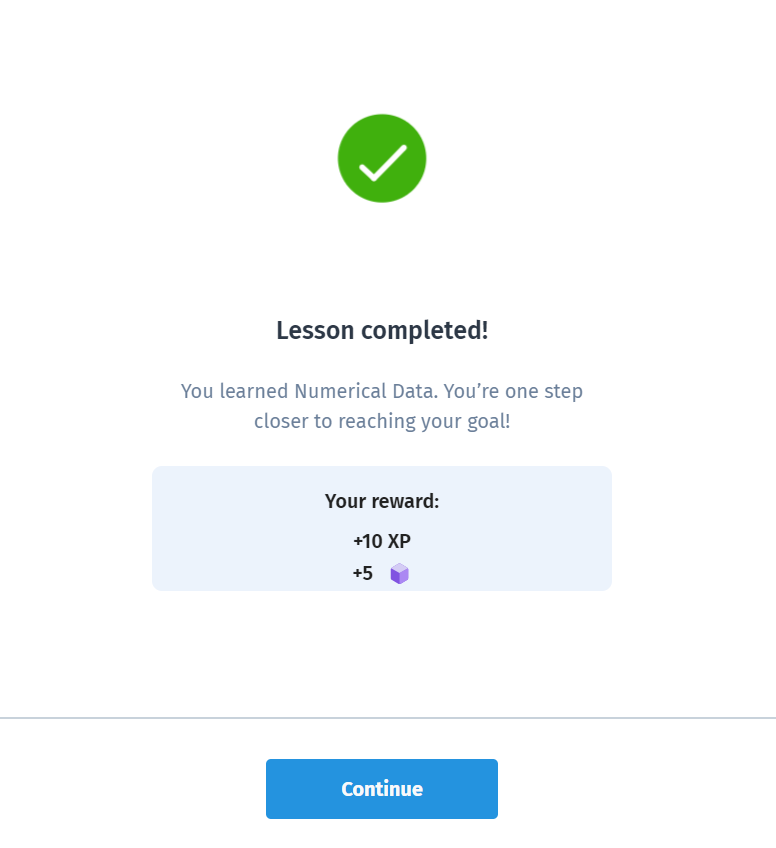 Lesson completed!
You learned Numerical Data. You’re one step
closer to reaching your goal!
Your reward:
+10 XP
+5
Continue